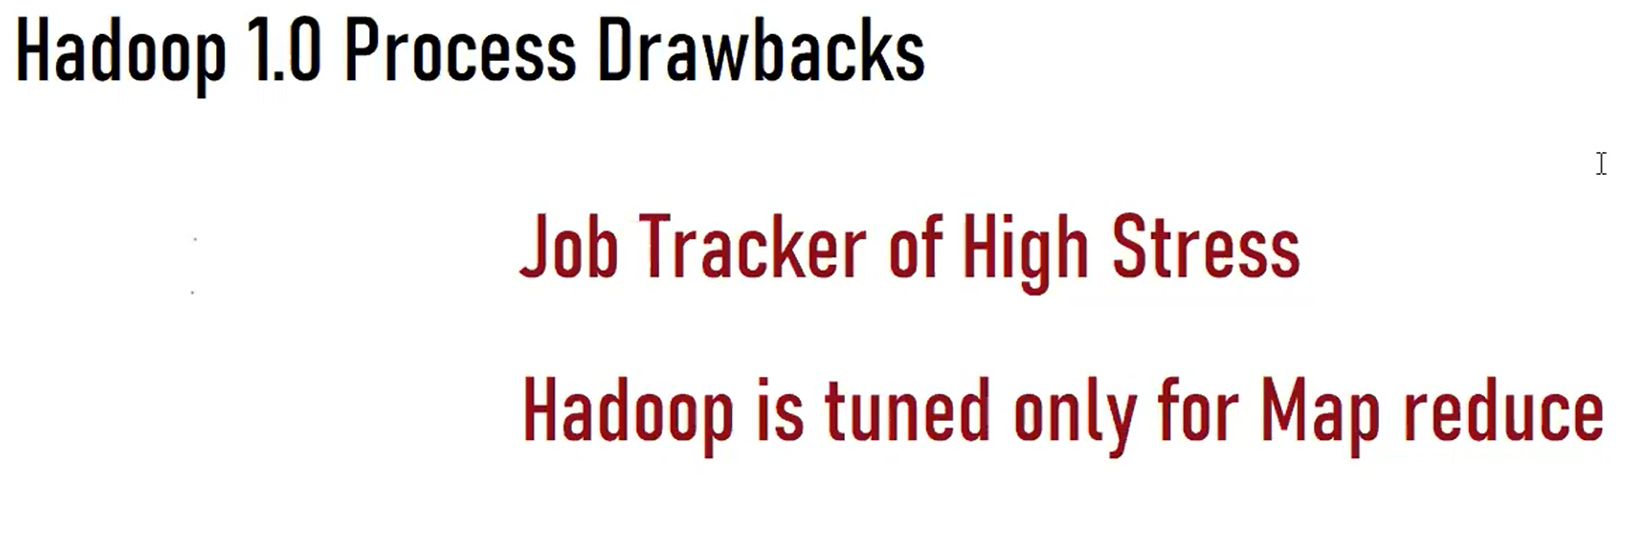 Hadoop 1.0 Process Drawbacks
Job Tracker of High Stress
Hadoop is tuned only for Map reduce